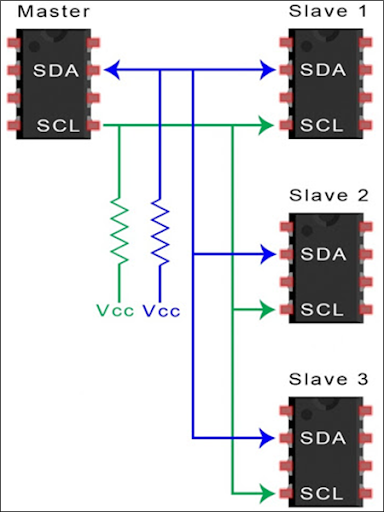 Master
SDA
SCL
Slave 1
SDA
SCL
Vcc Vcc
Slave 2
SDA
SCL
Slave 3
SDA
SCL